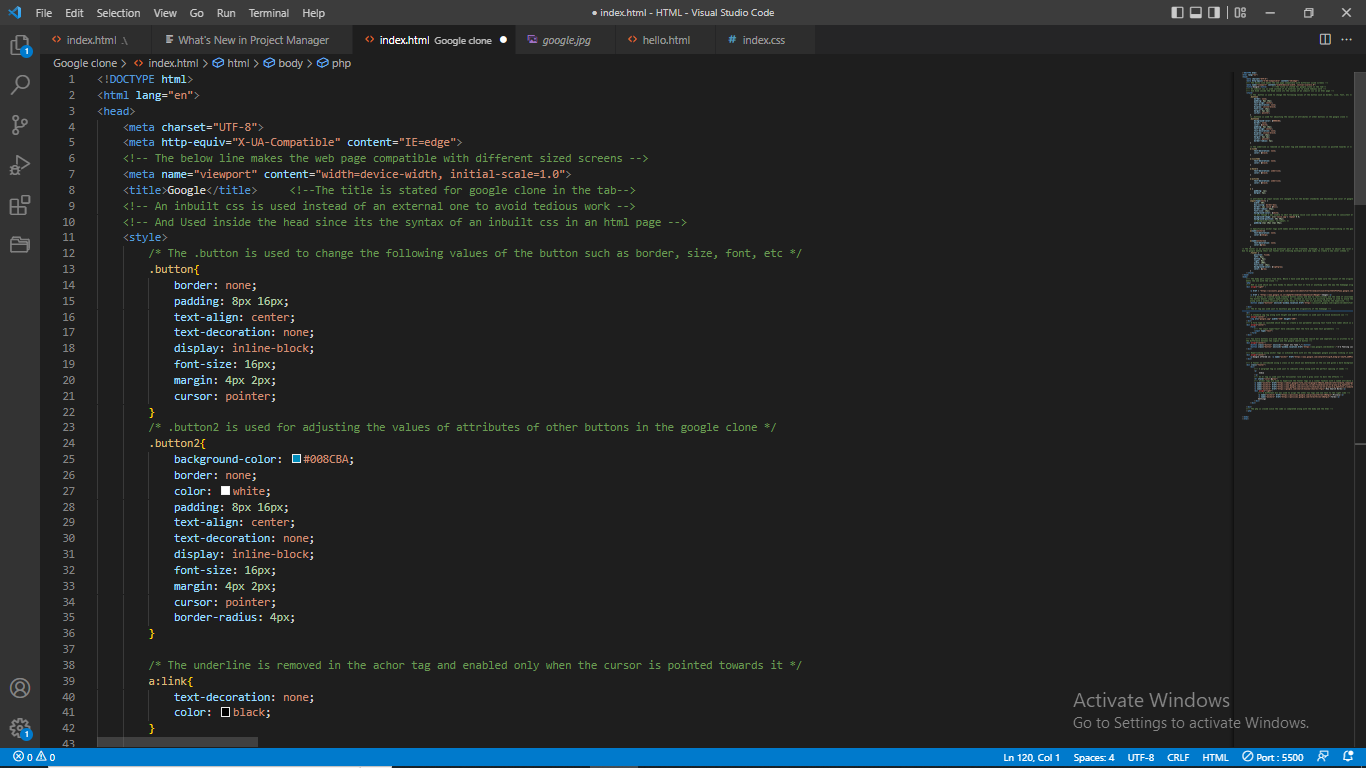 File Edit Selection View Go Run Terminal Help
● index.html - HTML - Visual Studio Code
index.html .\
What's New in Project Manager
index.html Google clone ●
google.jpg
hello.html
# index.css
Google clone > index.html > html > body > php
1 <!DOCTYPE html>
2 <html lang="en">
3 <head>
4 <meta charset="UTF-8">
5 <meta http-equiv="X-UA-Compatible" content="IE=edge">
6 <!-- The below line makes the web page compatible with different sized screens -->
7 <meta name="viewport" content="width=device-width, initial-scale=1.0">
8 <title>Google</title> <!--The title is stated for google clone in the tab-->
9 <!-- An inbuilt css is used instead of an external one to avoid tedious work -->
10 <!-- And Used inside the head since its the syntax of an inbuilt css in an html page -->
11 <style>
12 /* The .button is used to change the following values of the button such as border, size, font, etc */
13 .button{
14 border: none;
15 padding: 8px 16px;
16 text-align: center;
17 text-decoration: none;
18 display: inline-block;
19 font-size: 16px;
20 margin: 4px 2px;
21 cursor: pointer;
22 }
23 /* .button2 is used for adjusting the values of attributes of other buttons in the google clone */
24 .button2{
25 background-color: #008CBA;
26 border: none;
27 color: white;
28 padding: 8px 16px;
29 text-align: center;
30 text-decoration: none;
31 display: inline-block;
32 font-size: 16px;
33 margin: 4px 2px;
34 cursor: pointer;
35 border-radius: 4px;
36 }
37
38 /* The underline is removed in the achor tag and enabled only when the cursor is pointed towards it */
39 a:link{
40 text-decoration: none;
41 color: black;
42 }
43
1
1
Activate Windows
Go to Settings to activate Windows.
0 0
Ln 120, Col 1 Spaces: 4 UTF-8 CRLF HTML Port : 5500